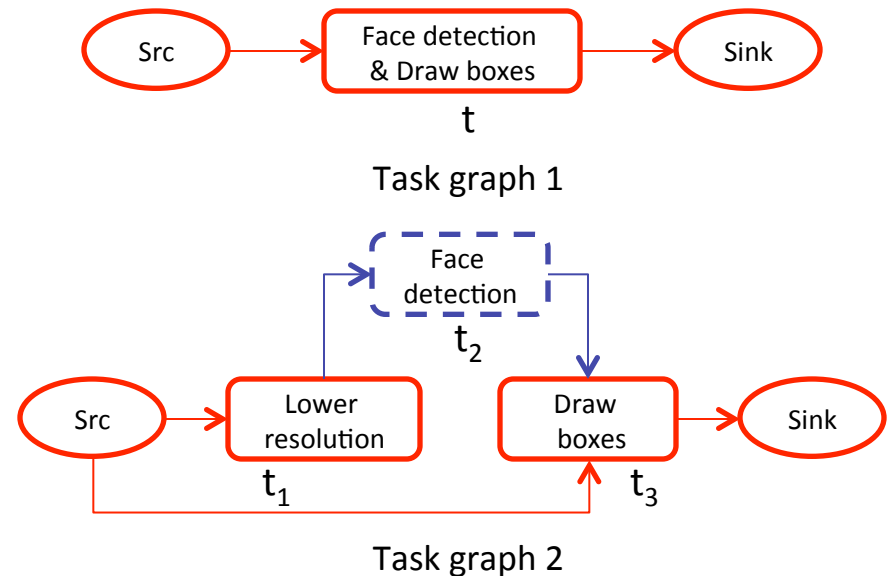 Src
Face detection
& Draw boxes
Sink
t
Task graph 1
Face
detection
t₂
Src
Lower
resolution
Draw
boxes
Sink
t₁
t₃
Task graph 2